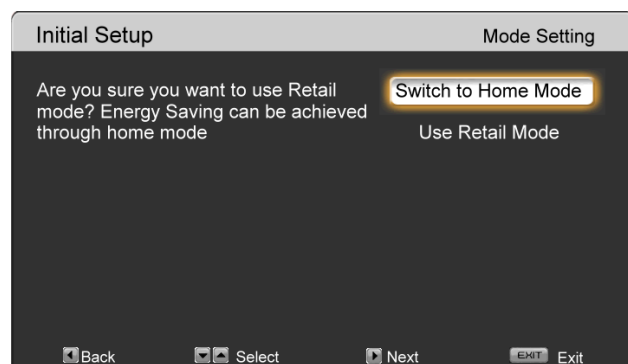 Initial Setup
Mode Setting
Are you sure you want to use Retail
mode? Energy Saving can be achieved
through home mode
Switch to Home Mode
Use Retail Mode
Back
Select
Next
EXIT Exit